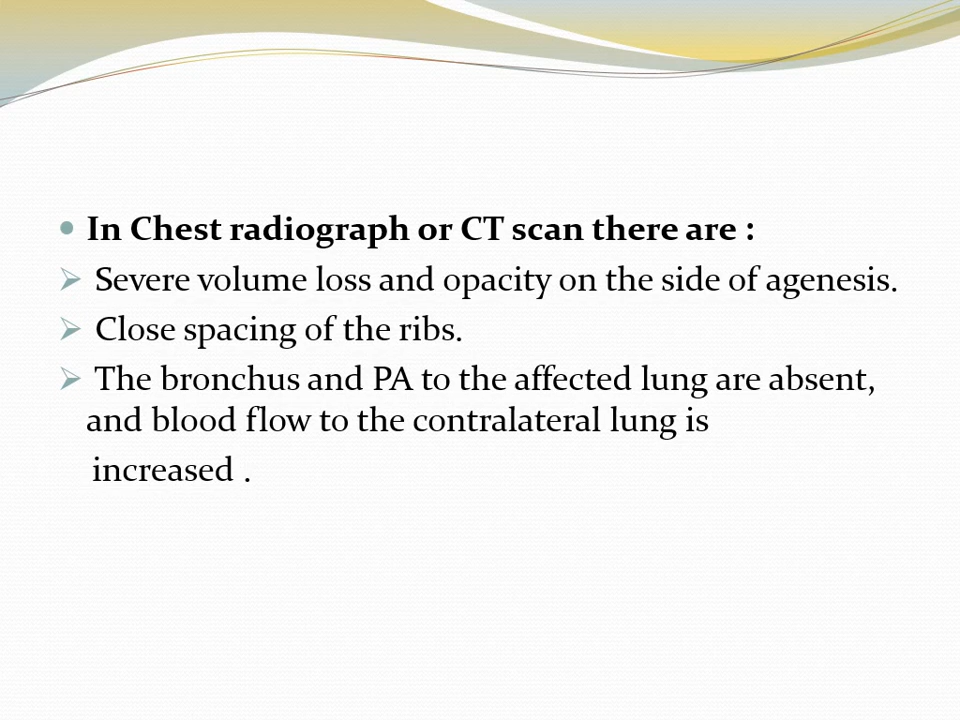 In Chest radiograph or CT scan there are :
Severe volume loss and opacity on the side of agenesis.
Close spacing of the ribs.
The bronchus and PA to the affected lung are absent,
and blood flow to the contralateral lung is
increased .